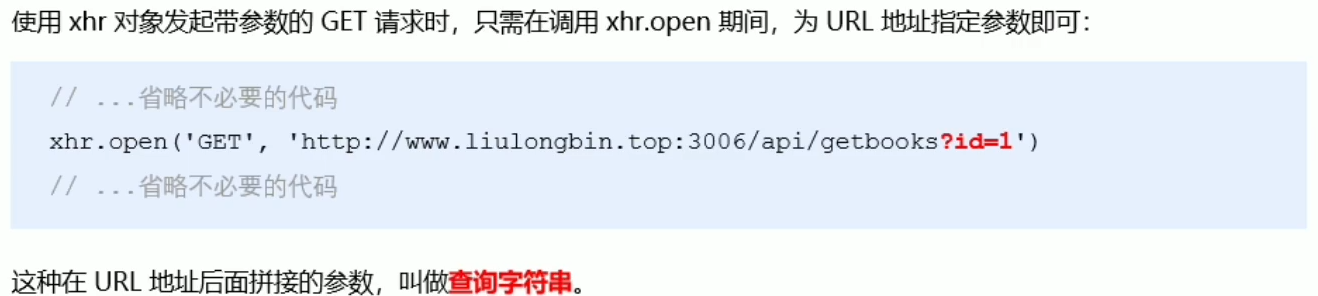 使用 xhr 对象发起带参数的 GET 请求时，只需在调用 xhr.open 期间，为 URL 地址指定参数即可：
// ...省略不必要的代码
xhr.open('GET', 'http://www.liulongbin.top:3006/api/getbooks?id=1')
// ...省略不必要的代码
这种在 URL 地址后面拼接的参数，叫做查询字符串。